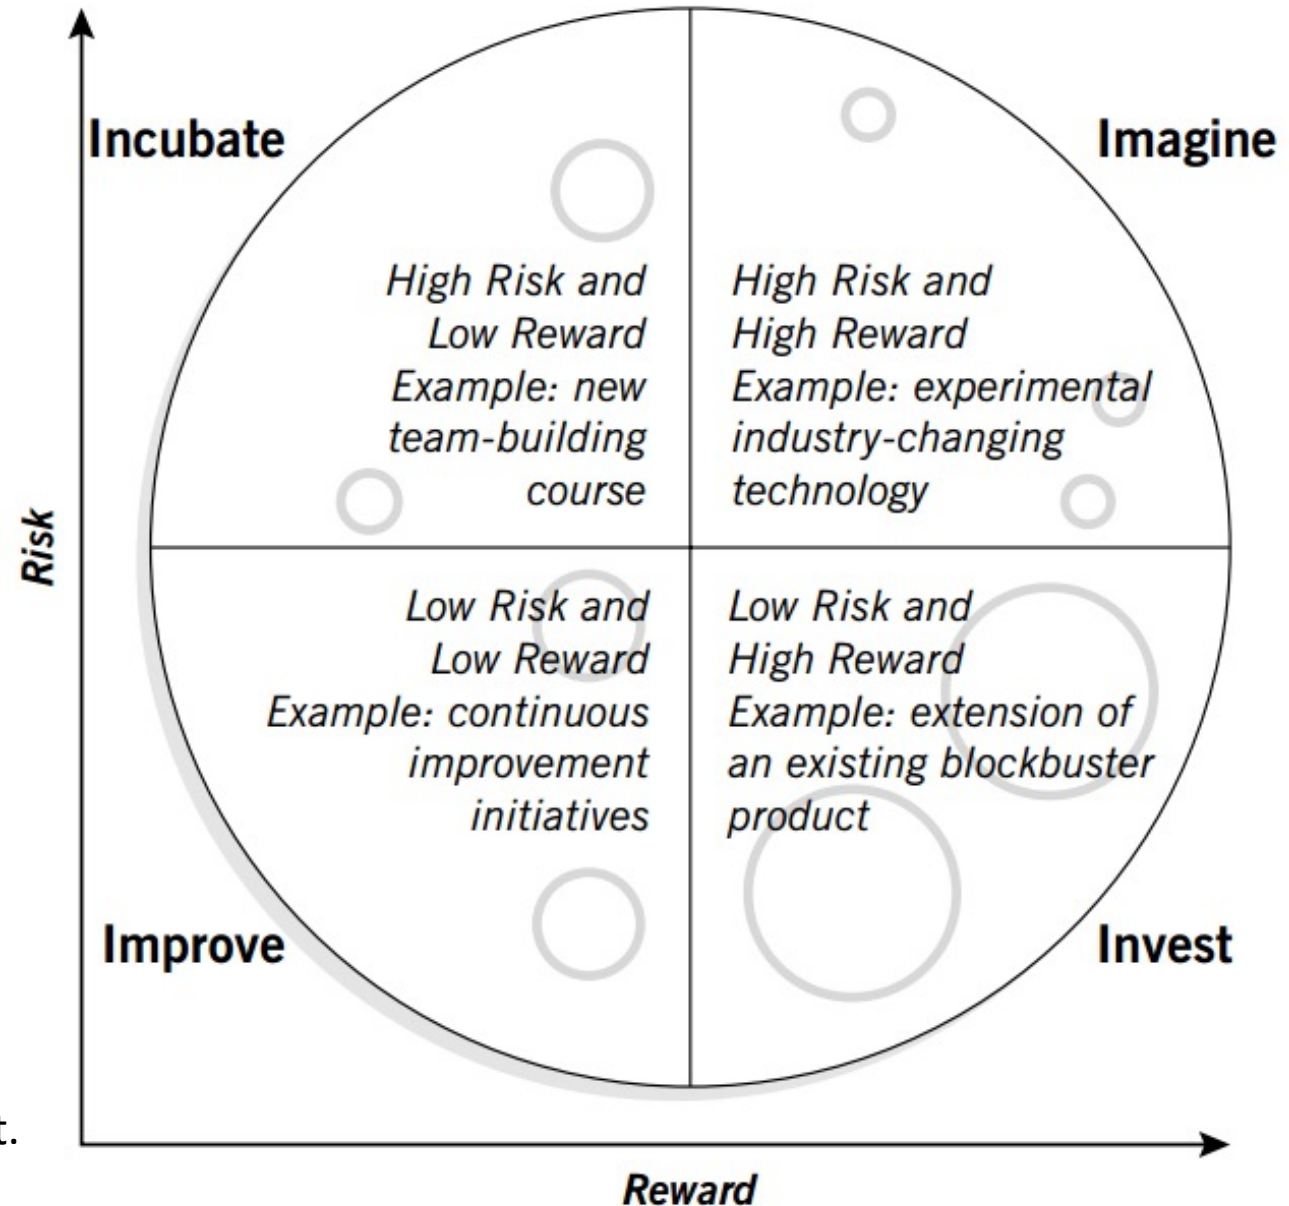 Incubate
Imagine
High Risk and
Low Reward
Example: new
team-building
course
High Risk and
High Reward
Example: experimental
industry-changing
technology
Risk
Low Risk and
Low Reward
Example: continuous
improvement
initiatives
Low Risk and
High Reward
Example: extension of
an existing blockbuster
product
Improve
Invest
t.
Reward